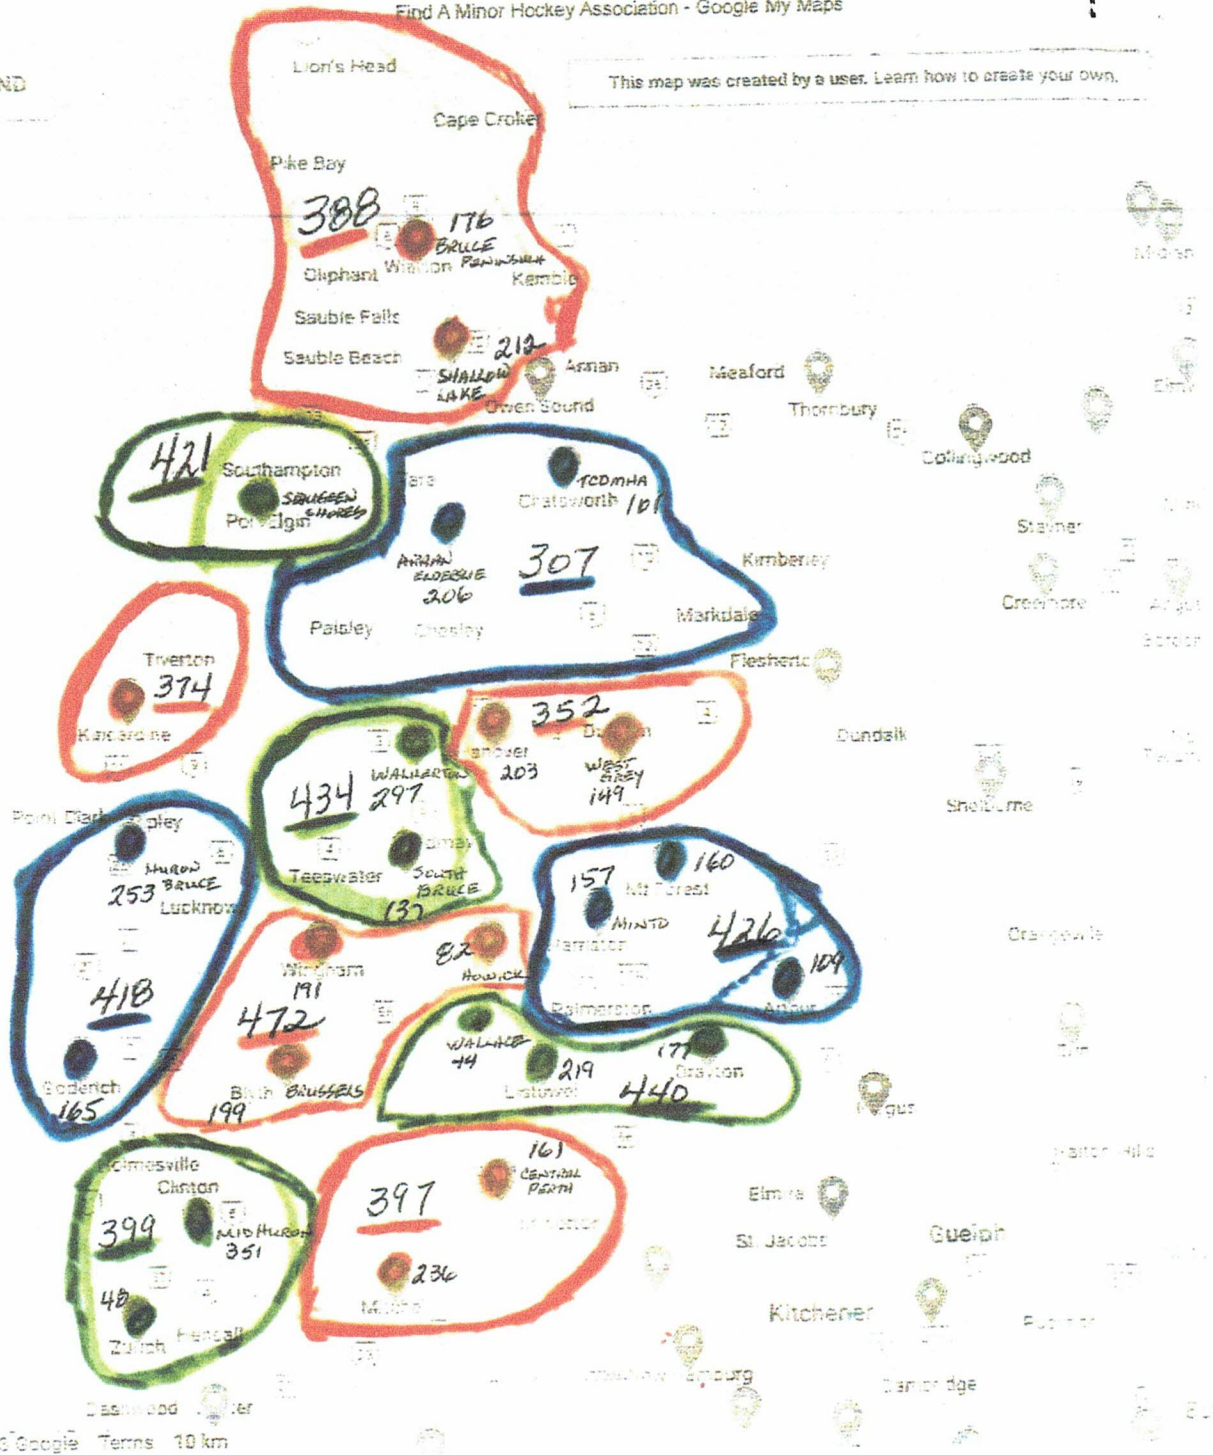 Find A Minor Hockey Association - Google My Maps
This map was created by a user. Learn how to create your own.
Lion's Head
Cape Croker
Pike Bay
388
176
BRUCE
PENINSULA
Oliphant
Kemble
Sauble Falls
Sauble Beach
212
SHALLOW
LAKE
Annan
Owen Sound
Meaford
Thornbury
Collingwood
421
Southampton
SAUGEEN
SHORES
TCDMHA
Chatsworth 101
Stayner
ARRAN
ELDERSLIE
206
307
Kimberley
Creemore
Paisley
Chesley
Markdale
Tiverton
374
Kincardine
352
203
WEST
GREY
149
Dundalk
Shelburne
WALKERTON
297
434
Teeswater
SOUTH
BRUCE
137
HURON
BRUCE
253
Lucknow
418
Goderich
165
Wingham
191
82
HOWICK
472
Blyth BRUSSELS
199
157
160
Mt Forest
MINTO
426
109
Palmerston
Arthur
Orangeville
WALLACE
44
219
Listowel
177
Drayton
440
Holmesville
Clinton
399
MID HURON
351
48
Zurich
Hensall
161
CENTRAL
PERTH
397
236
Elmira
St. Jacobs
Guelph
Kitchener
Cambridge
Google Terms 10 km